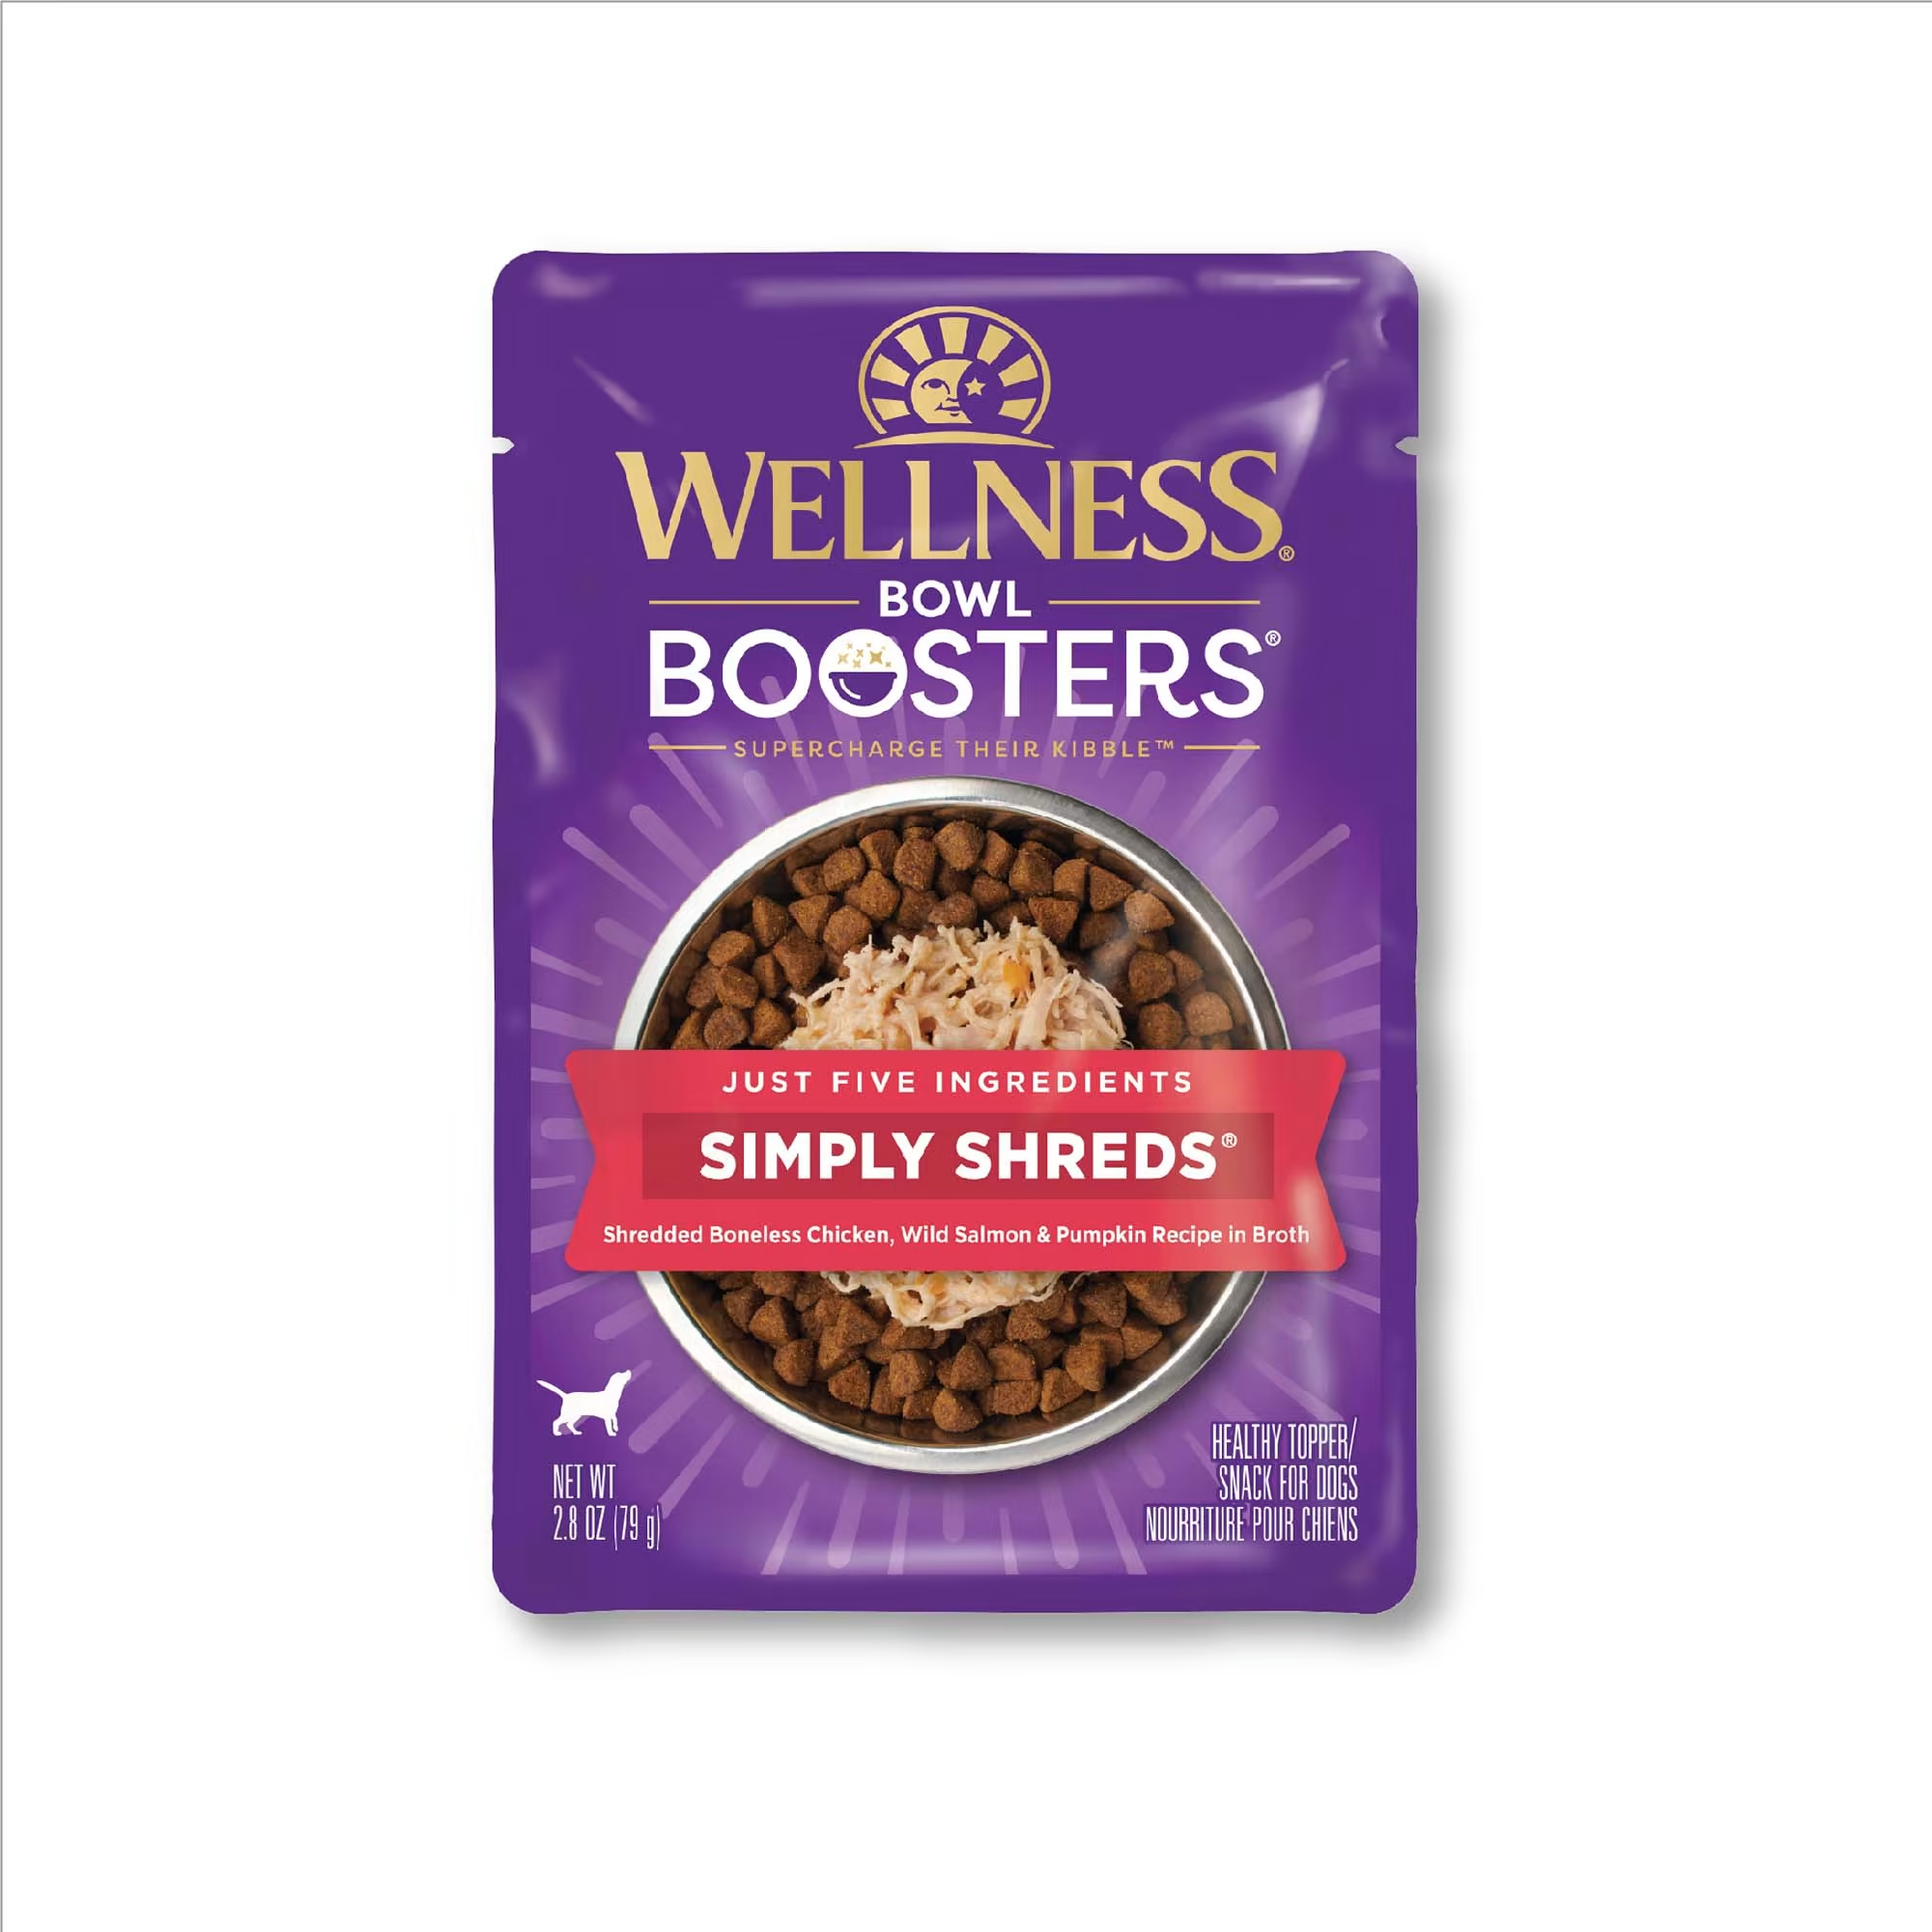 WELLNESS®
BOWL
BOOSTERS®
SUPERCHARGE THEIR KIBBLE™
JUST FIVE INGREDIENTS
SIMPLY SHREDS®
Shredded Boneless Chicken, Wild Salmon & Pumpkin Recipe in Broth
NET WT
2.8 OZ (79 g)
HEALTHY TOPPER/
SNACK FOR DOGS
NOURRITURE POUR CHIENS